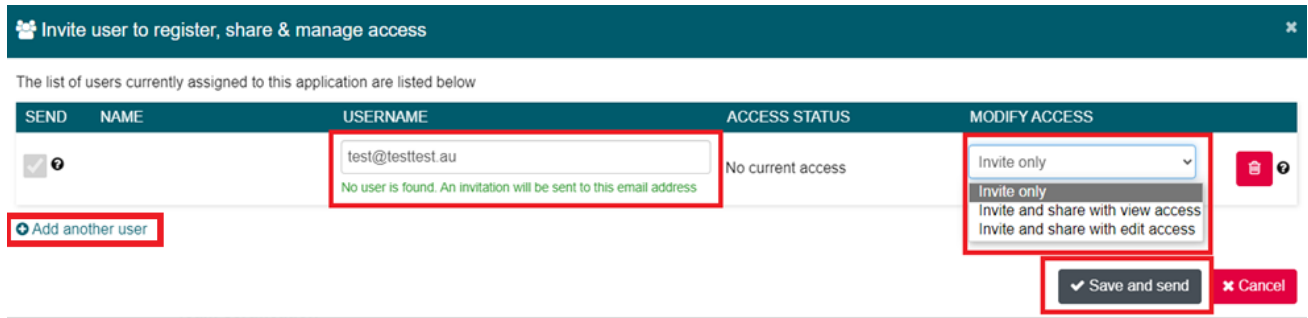 Invite user to register, share & manage access
The list of users currently assigned to this application are listed below
SEND NAME USERNAME ACCESS STATUS MODIFY ACCESS
test@testtest.au No current access Invite only
No user is found. An invitation will be sent to this email address
Invite only
Invite and share with view access
Invite and share with edit access
Add another user
Save and send Cancel